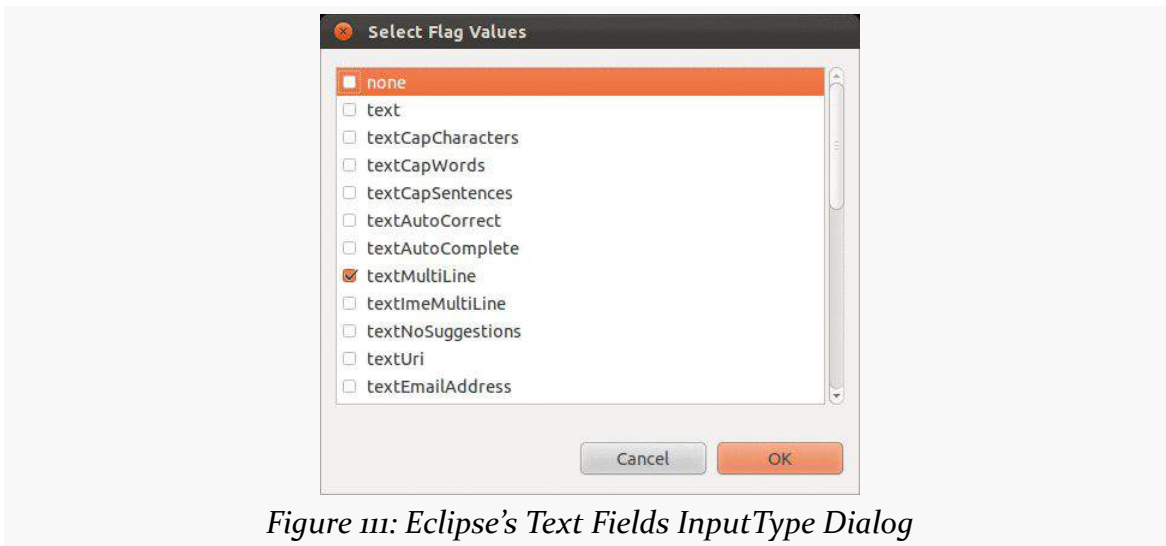 Select Flag Values
none
text
textCapCharacters
textCapWords
textCapSentences
textAutoCorrect
textAutoComplete
textMultiLine
textImeMultiLine
textNoSuggestions
textUri
textEmailAddress
Cancel OK
Figure 111: Eclipse’s Text Fields InputType Dialog